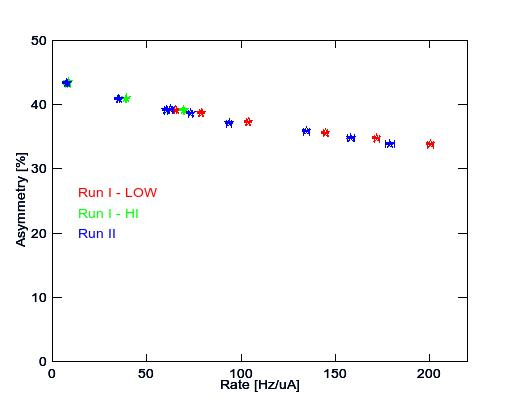 50
40
30
20
10
0
Asymmetry [%]
Run I - LOW
Run I - HI
Run II
0 50 100 150 200
Rate [Hz/uA]